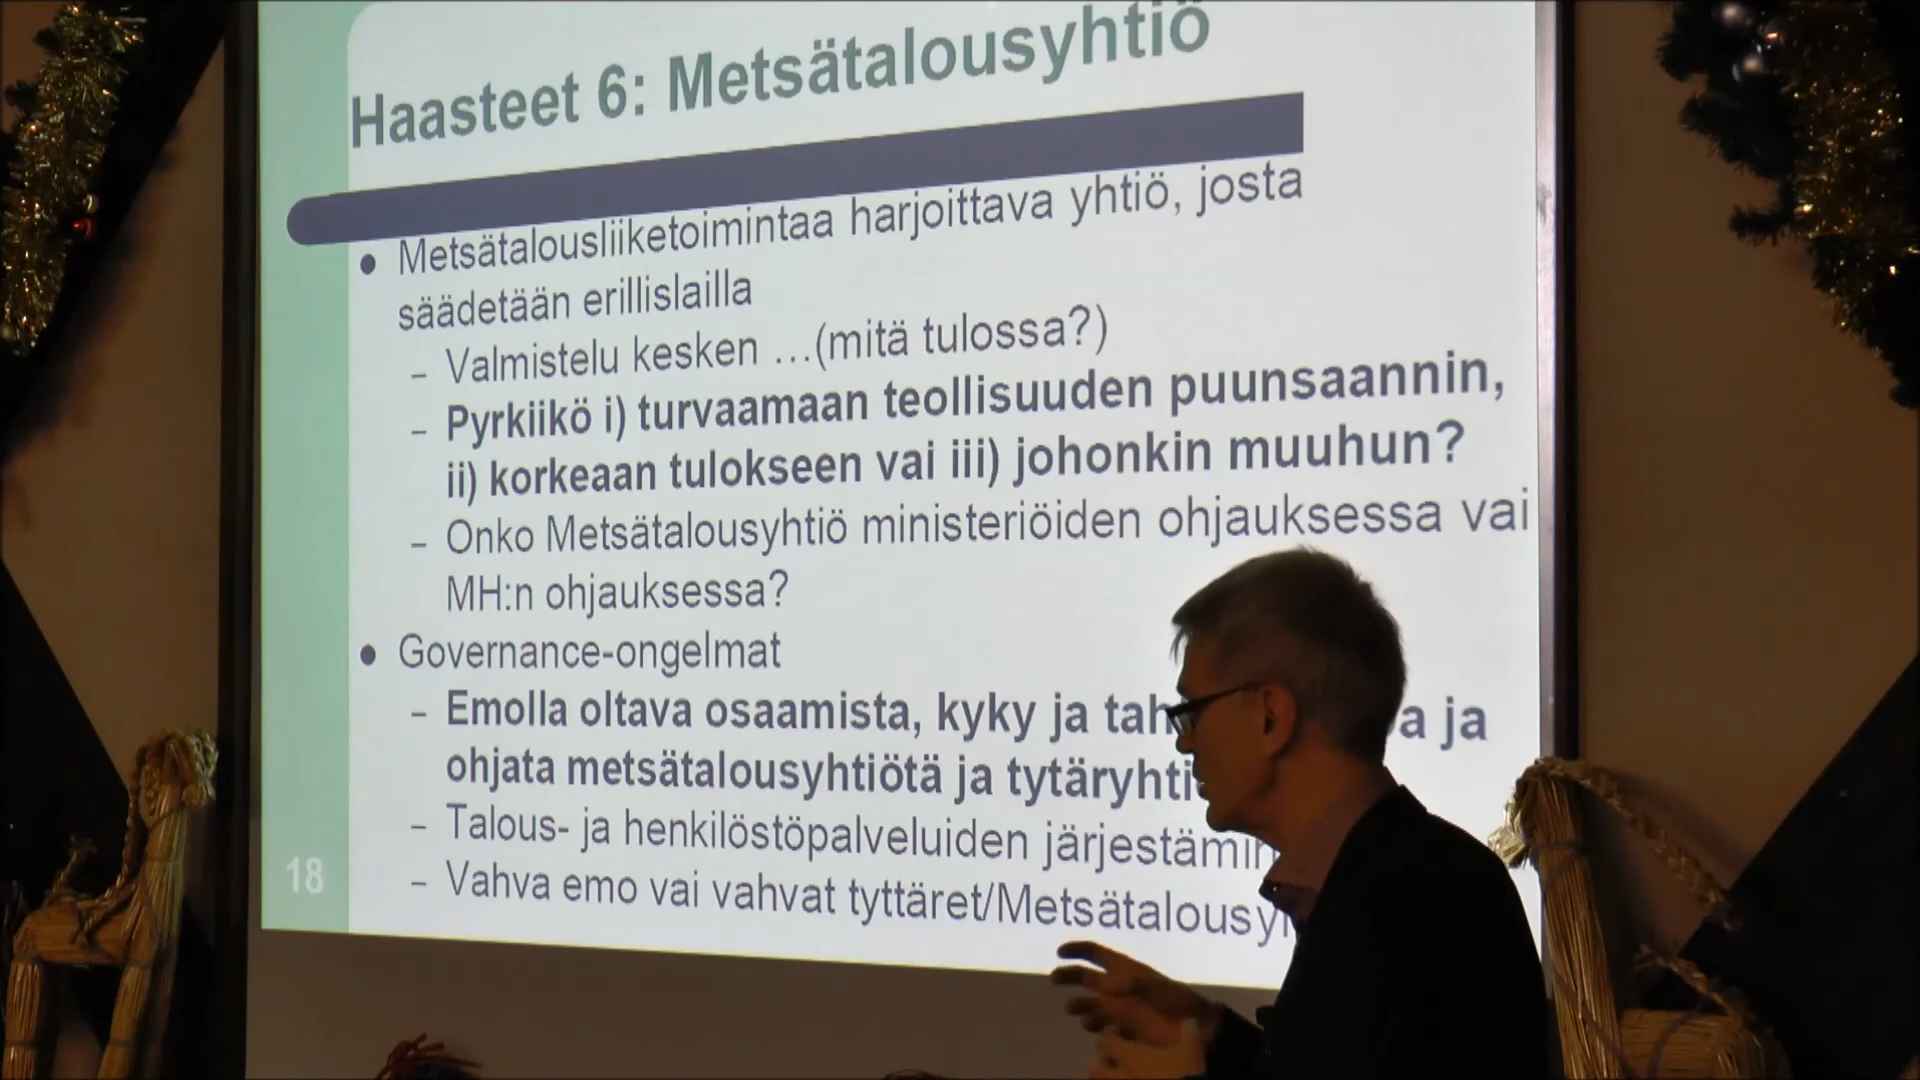 Haasteet 6: Metsätalousyhtiö
• Metsätalousliiketoimintaa harjoittava yhtiö, josta
säädetään erillislailla
– Valmistelu kesken ...(mitä tulossa?)
– Pyrkiikö i) turvaamaan teollisuuden puunsaannin,
ii) korkeaan tulokseen vai iii) johonkin muuhun?
– Onko Metsätalousyhtiö ministeriöiden ohjauksessa vai
MH:n ohjauksessa?
• Governance-ongelmat
– Emolla oltava osaamista, kyky ja ja
ohjata metsätalousyhtiötä ja
– Talous- ja henkilöstöpalveluiden
– Vahva emo vai vahvat tyttäret/
18